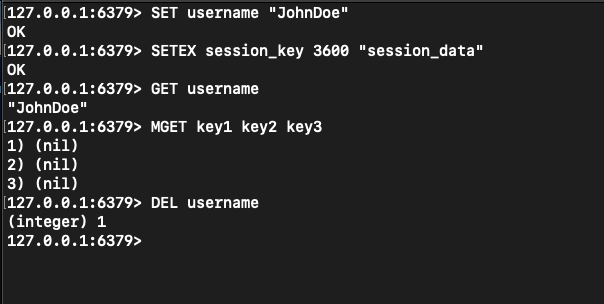 [127.0.0.1:6379> SET username "JohnDoe"
OK
[127.0.0.1:6379> SETEX session_key 3600 "session_data"
OK
[127.0.0.1:6379> GET username
"JohnDoe"
[127.0.0.1:6379> MGET key1 key2 key3
1) (nil)
2) (nil)
3) (nil)
[127.0.0.1:6379> DEL username
(integer) 1
127.0.0.1:6379>